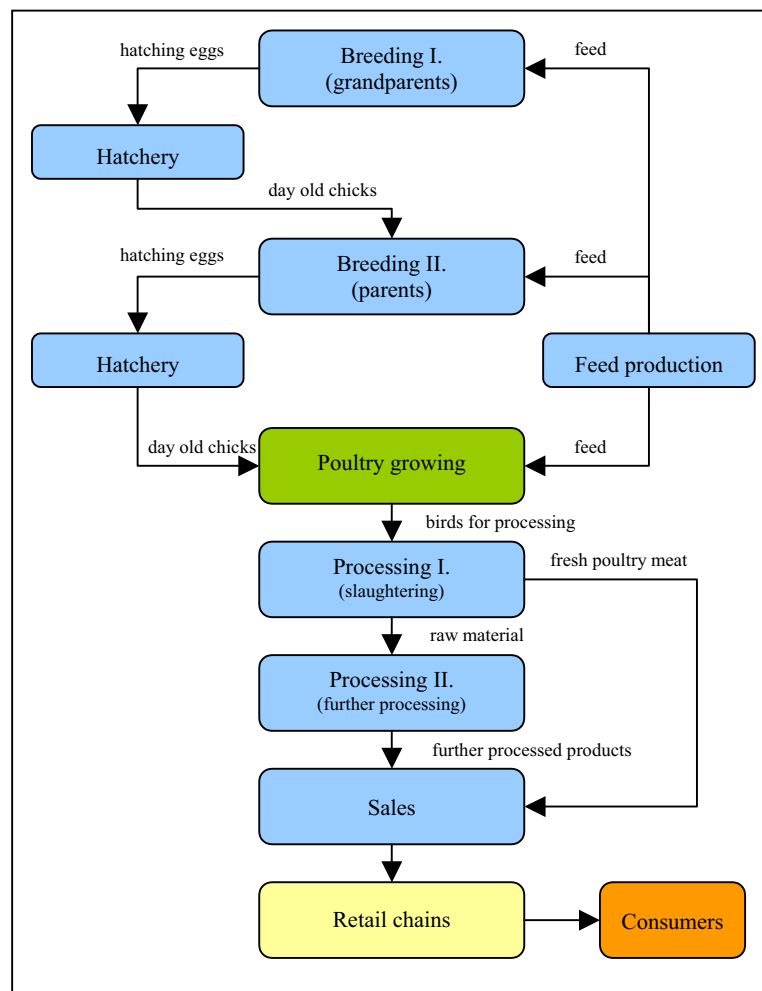 hatching eggs
Breeding I.
(grandparents)
feed
Hatchery
day old chicks
hatching eggs
Breeding II.
(parents)
feed
Hatchery
Feed production
day old chicks
Poultry growing
feed
birds for processing
Processing I.
(slaughtering)
fresh poultry meat
raw material
Processing II.
(further processing)
further processed products
Sales
Retail chains
Consumers